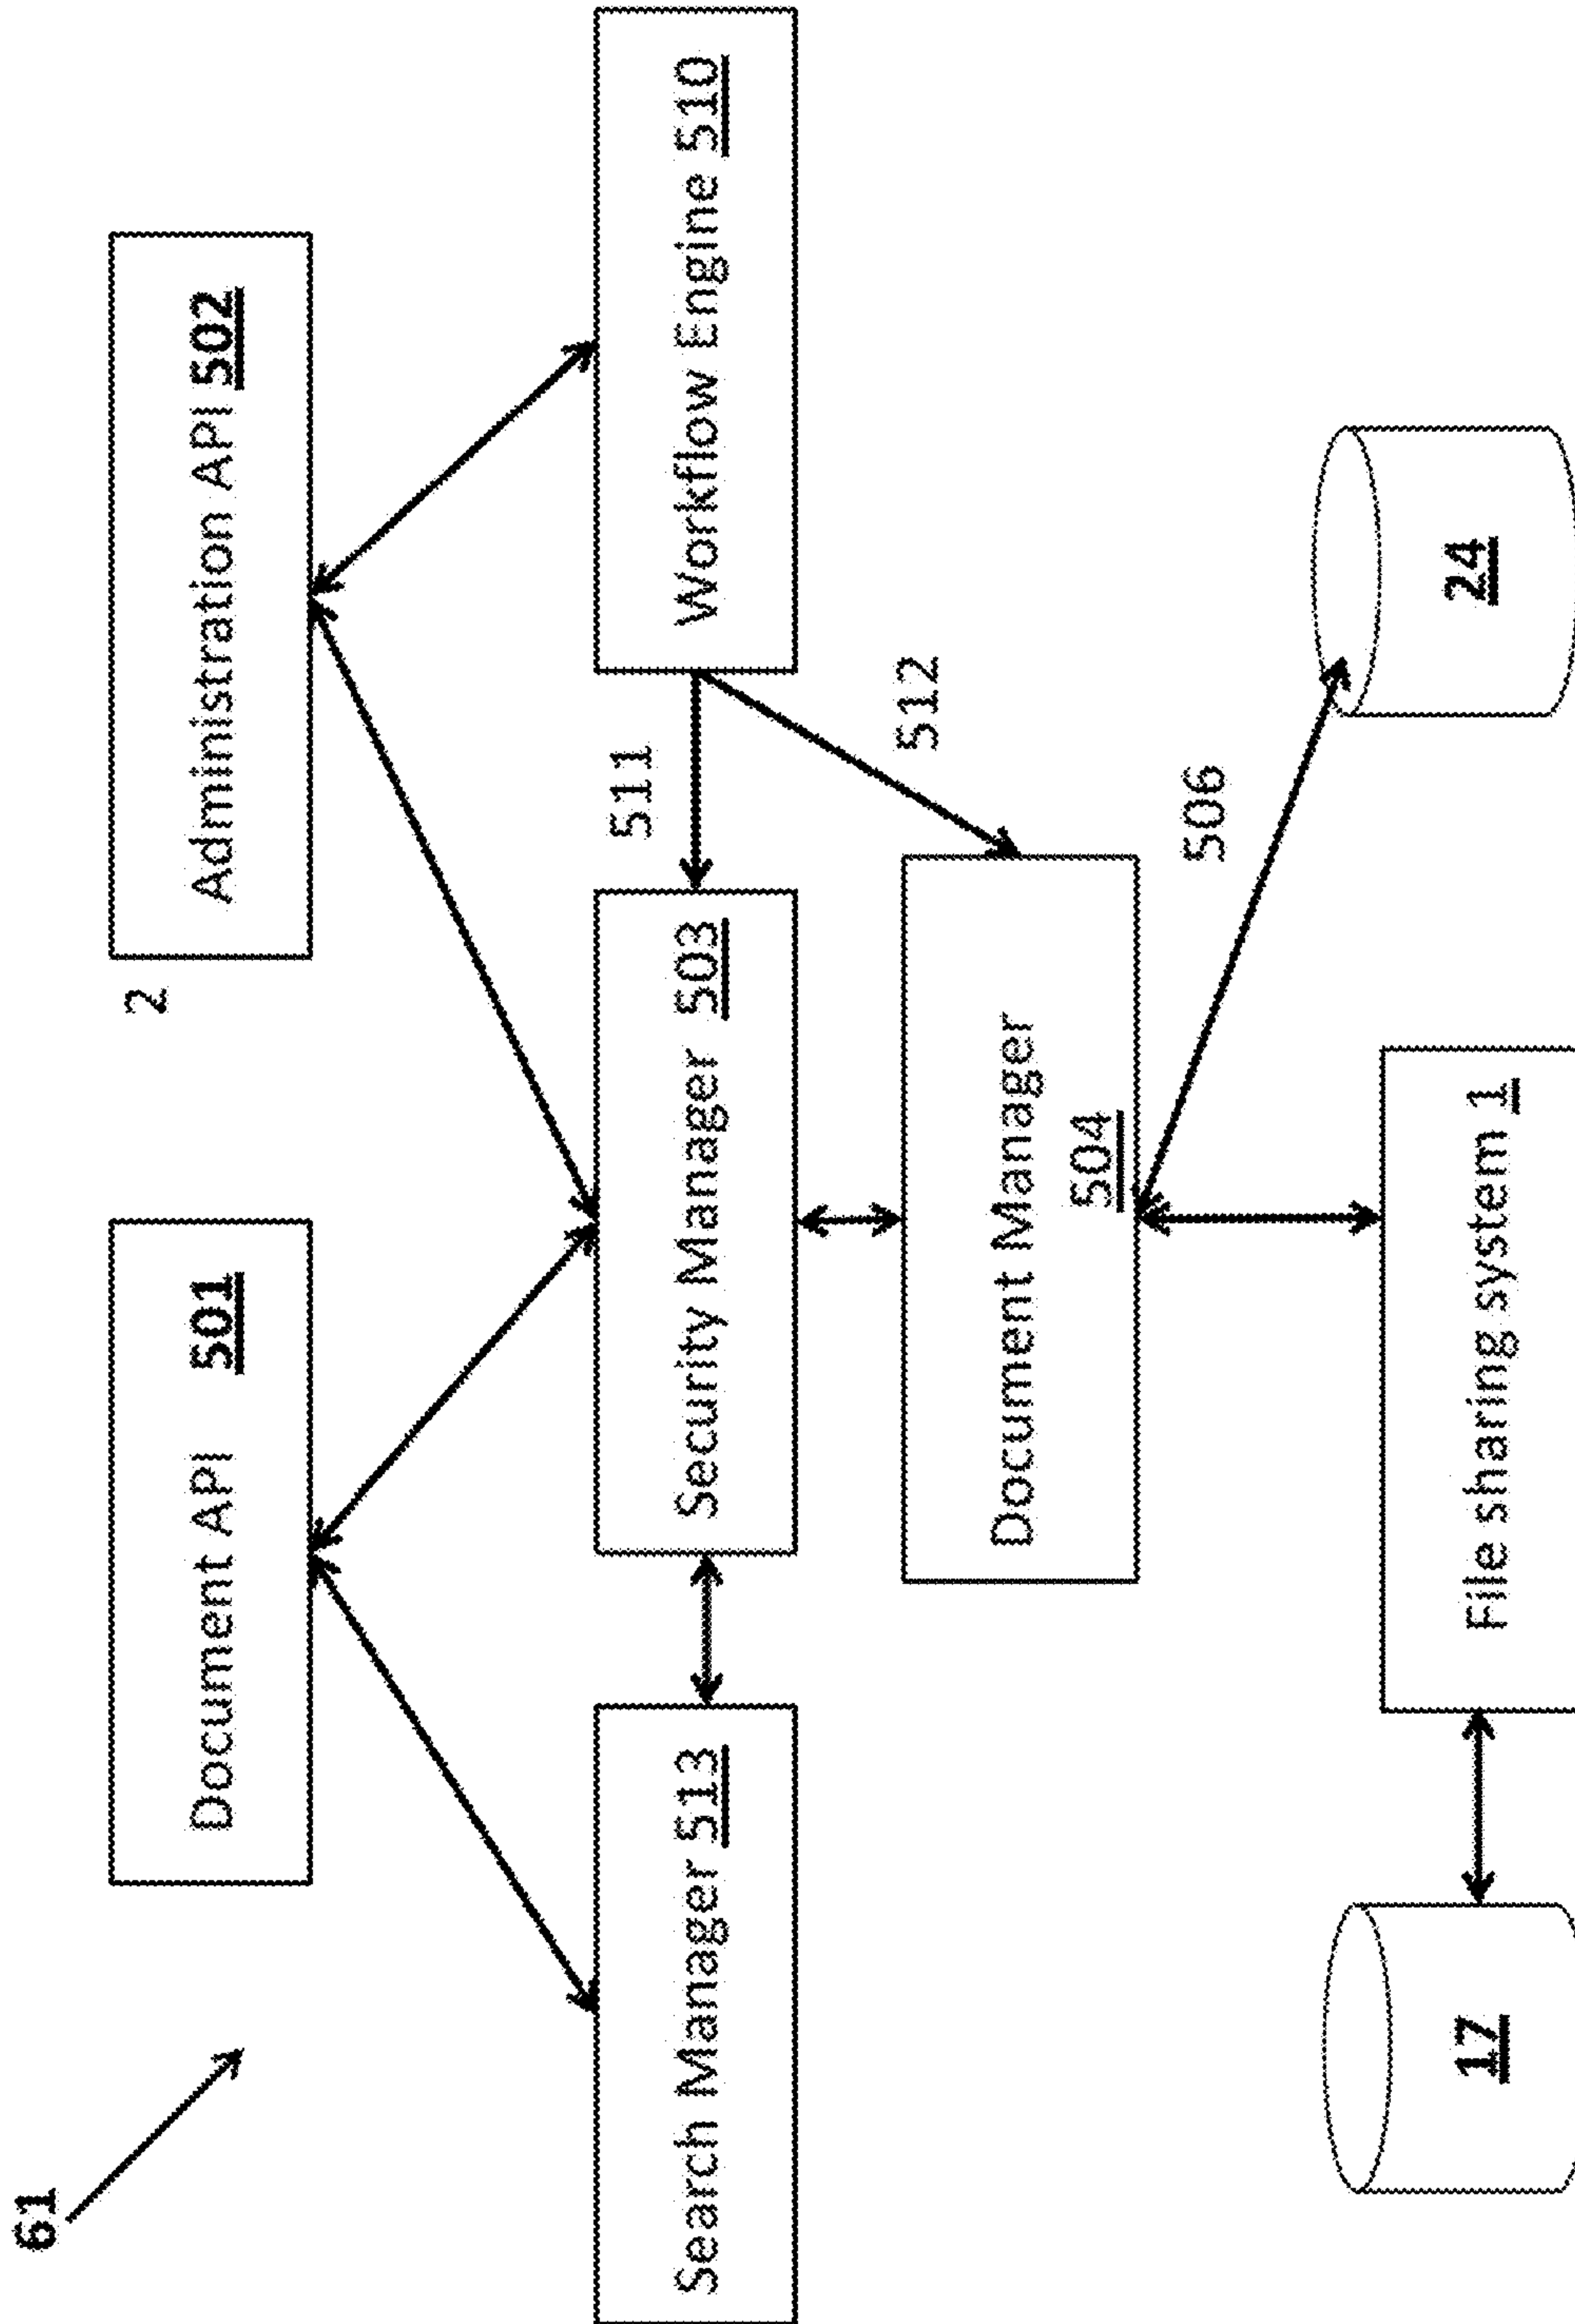 61
Document API 501
2
Administration API 502
Search Manager 513
Security Manager 503
511
Workflow Engine 510
512
Document Manager
504
506
17
File sharing system 1
24